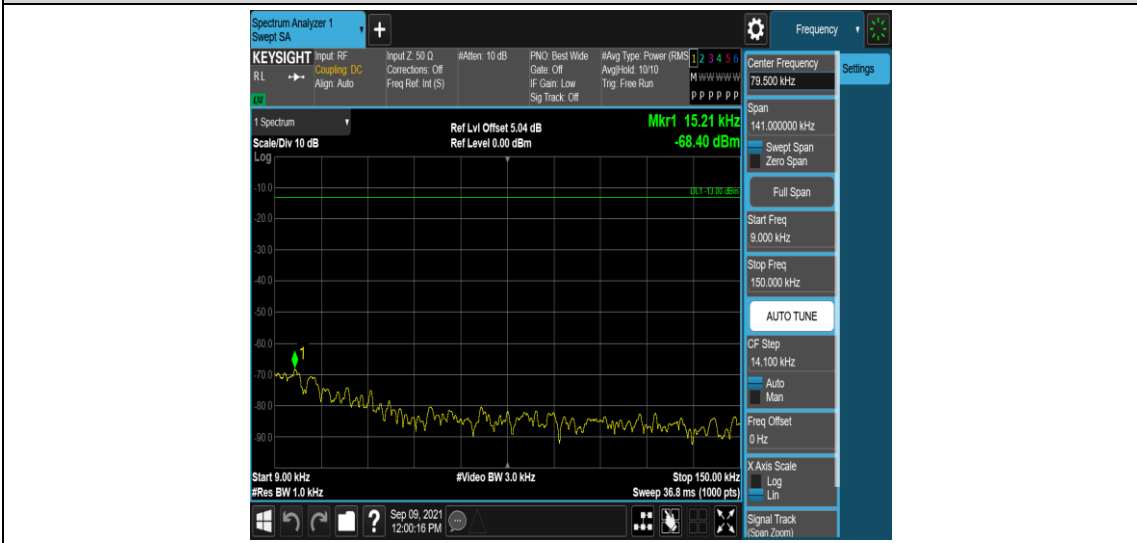 Spectrum Analyzer 1
Swept SA
+
Frequency
KEYSIGHT
Input: RF
Input Z: 50 Ω
#Atten: 10 dB
PNO: Best Wide
#Avg Type: Power (RMS
1 2 3 4 5 6
RL
Coupling: DC
Corrections: Off
Gate: Off
Avg|Hold: 10/10
M W W W W W
Align: Auto
Freq Ref: Int (S)
IF Gain: Low
Trig: Free Run
LXI
Sig Track: Off
P P P P P P
Center Frequency
79.500 kHz
Settings
1 Spectrum
Ref Lvl Offset 5.04 dB
Mkr1 15.21 kHz
Scale/Div 10 dB
Ref Level 0.00 dBm
-68.40 dBm
Log
-10.0
DL1 -13.00 dBm
-20.0
-30.0
-40.0
-50.0
-60.0
1
-70.0
-80.0
-90.0
Start 9.00 kHz
#Video BW 3.0 kHz
Stop 150.00 kHz
#Res BW 1.0 kHz
Sweep 36.8 ms (1000 pts)
Span
141.000000 kHz
Swept Span
Zero Span
Full Span
Start Freq
9.000 kHz
Stop Freq
150.000 kHz
AUTO TUNE
CF Step
14.100 kHz
Auto
Man
Freq Offset
0 Hz
X Axis Scale
Log
Lin
Signal Track
(Span Zoom)
?
Sep 09, 2021
12:00:16 PM